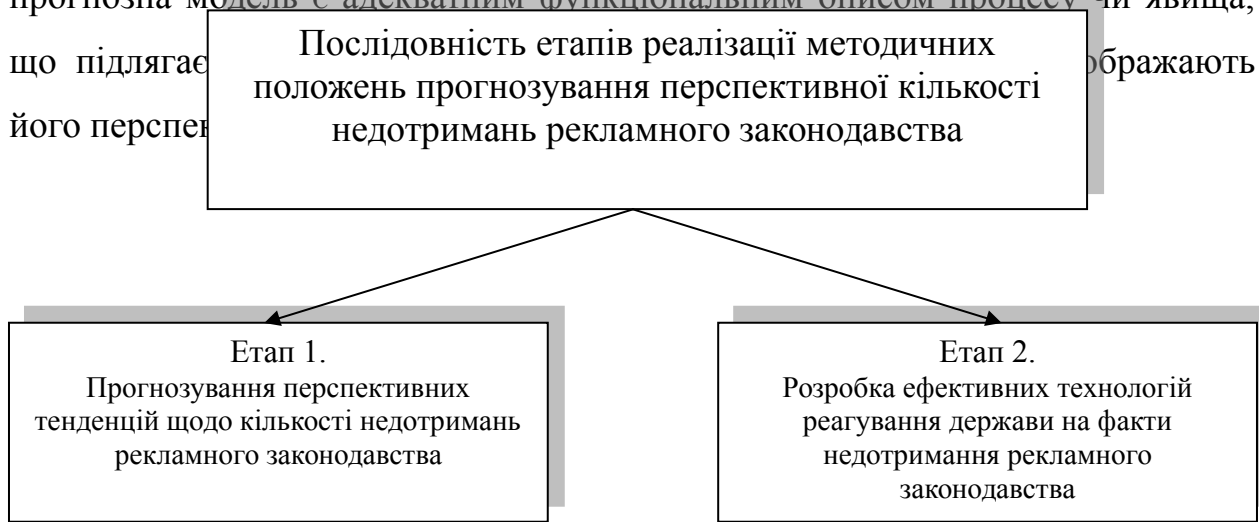 прогнозна модель є адекватним функціональним описом процесу чи явища,
що підлягає ображають
його перспек
Послідовність етапів реалізації методичних
положень прогнозування перспективної кількості
недотримань рекламного законодавства
Етап 1.
Прогнозування перспективних
тенденцій щодо кількості недотримань
рекламного законодавства
Етап 2.
Розробка ефективних технологій
реагування держави на факти
недотримання рекламного
законодавства